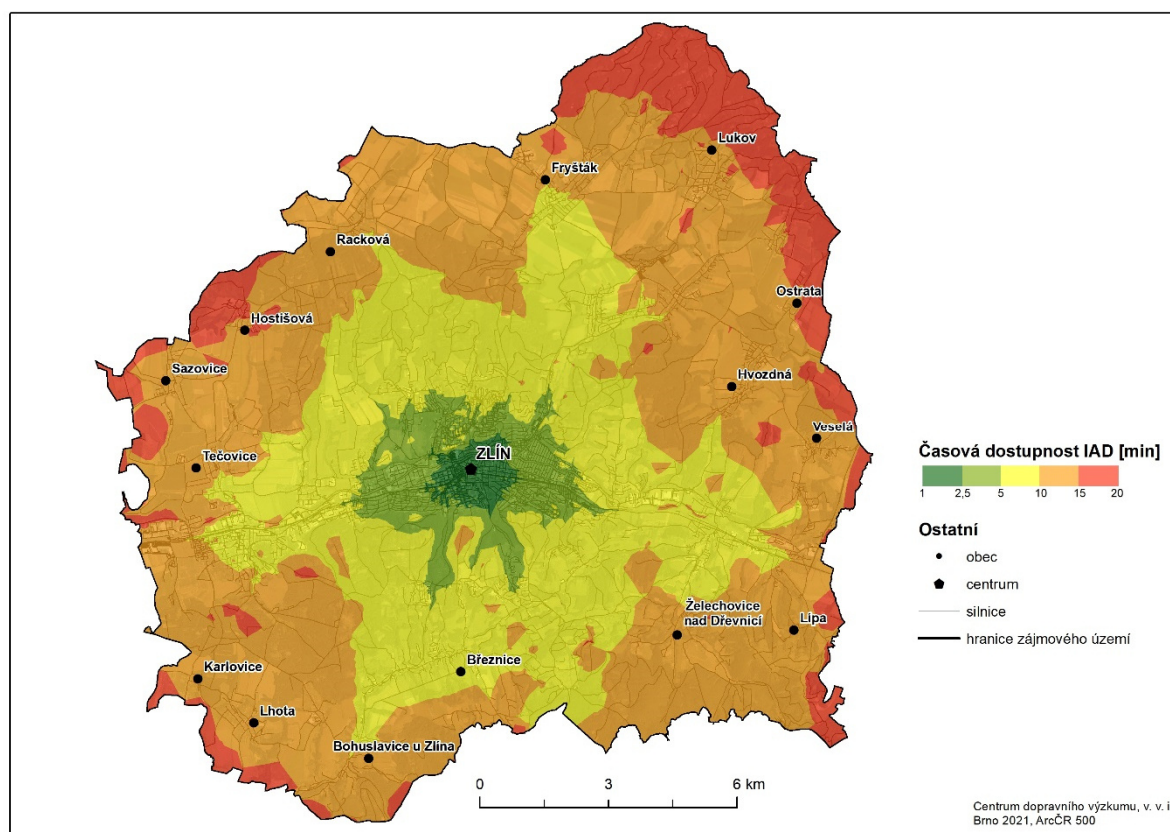 Lukov
Fryšták
Racková
Ostrata
Hostišová
Sazovice
Hvozdná
Veselá
Tečovice
ZLÍN
Želechovice
nad Dřevnicí
Lípa
Březnice
Karlovice
Lhota
Bohuslavice u Zlína
Časová dostupnost IAD [min]
1 2,5 5 10 15 20
Ostatní
obec
centrum
silnice
hranice zájmového území
0 3 6 km
Centrum dopravního výzkumu, v. v. i
Brno 2021, ArcČR 500